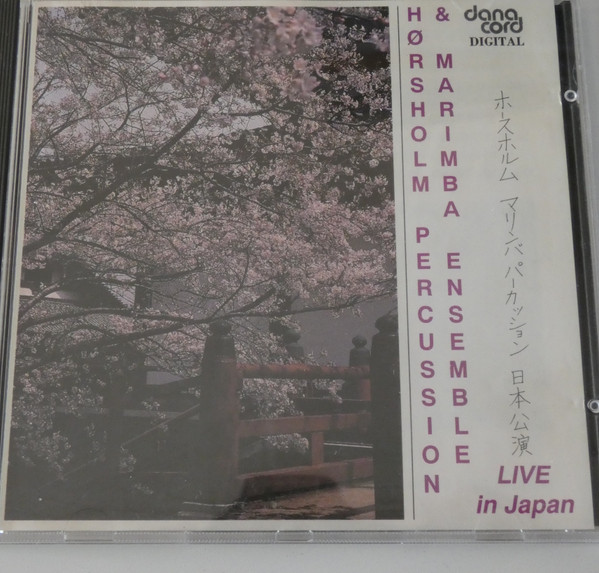 dana
cord
DIGITAL
HØRSHOLM PERCUSSION
& MARIMBA ENSEMBLE
ホースホルム マリンバ パーカッション 日本公演
LIVE
in Japan